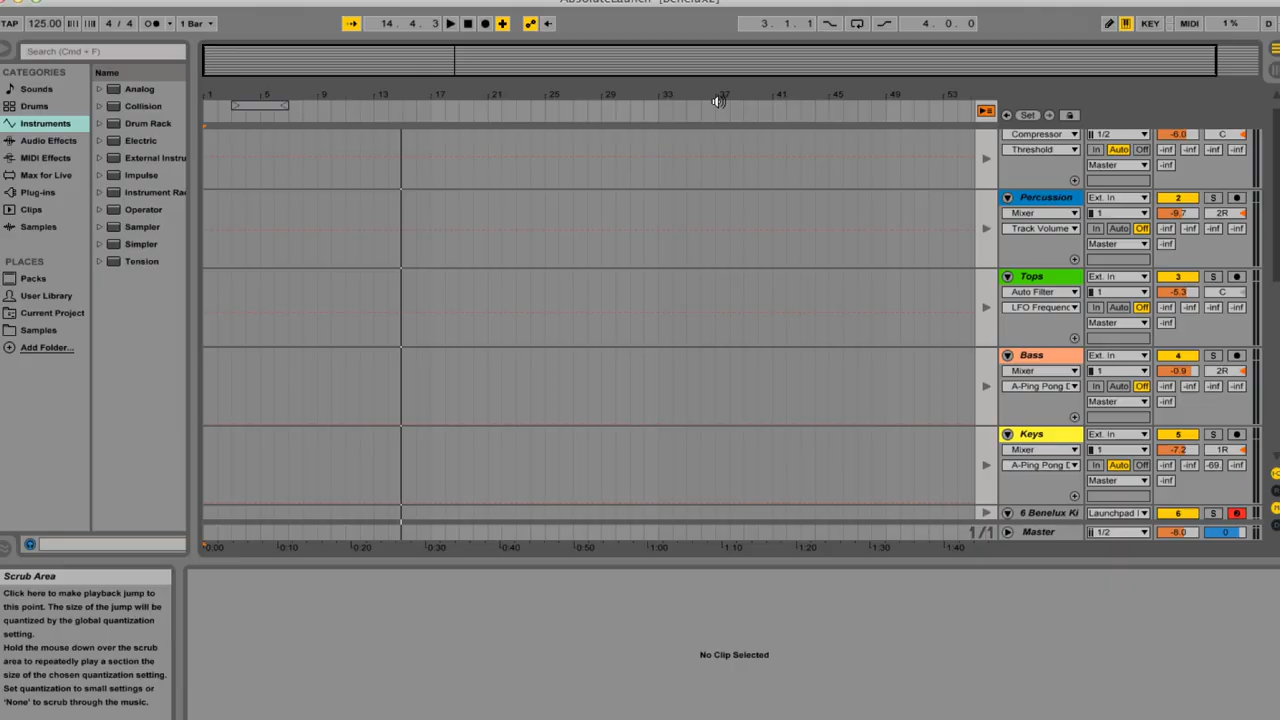 AbsoluteLaunch [Benelux2]
TAP 125.00 4 / 4 1 Bar 14. 4. 3 3. 1. 1 4. 0. 0 KEY MIDI 1% D
Search (Cmd + F)
CATEGORIES
Sounds
Drums
Instruments
Audio Effects
MIDI Effects
Max for Live
Plug-ins
Clips
Samples
PLACES
Packs
User Library
Current Project
Samples
Add Folder...
Name
Analog
Collision
Drum Rack
Electric
External Instru
Impulse
Instrument Rac
Operator
Sampler
Simpler
Tension
1 5 9 13 17 21 25 29 33 37 41 45 49 53
Set
Compressor 1/2 -6.0 C
Threshold In Auto Off -inf -inf -inf -inf
Master -inf
Percussion Ext. In 2 S
Mixer 1 -9.7 2R
Track Volume In Auto Off -inf -inf -inf -inf
Master -inf
Tops Ext. In 3 S
Auto Filter 1 -5.3 C
LFO Frequenc In Auto Off -inf -inf -inf -inf
Master -inf
Bass Ext. In 4 S
Mixer 1 -0.9 2R
A-Ping Pong D In Auto Off -inf -inf -inf -inf
Master -inf
Keys Ext. In 5 S
Mixer 1 -7.2 1R
A-Ping Pong D In Auto Off -inf -inf -69. -inf
Master -inf
6 Benelux Ki Launchpad 6 S
1/1 Master 1/2 -8.0 0
0:00 0:10 0:20 0:30 0:40 0:50 1:00 1:10 1:20 1:30 1:40
Scrub Area
Click here to make playback jump to
this point. The size of the jump will be
quantized by the global quantization
setting.
Hold the mouse down over the scrub
area to repeatedly play a section the
size of the chosen quantization setting.
Set quantization to small settings or
'None' to scrub through the music.
No Clip Selected